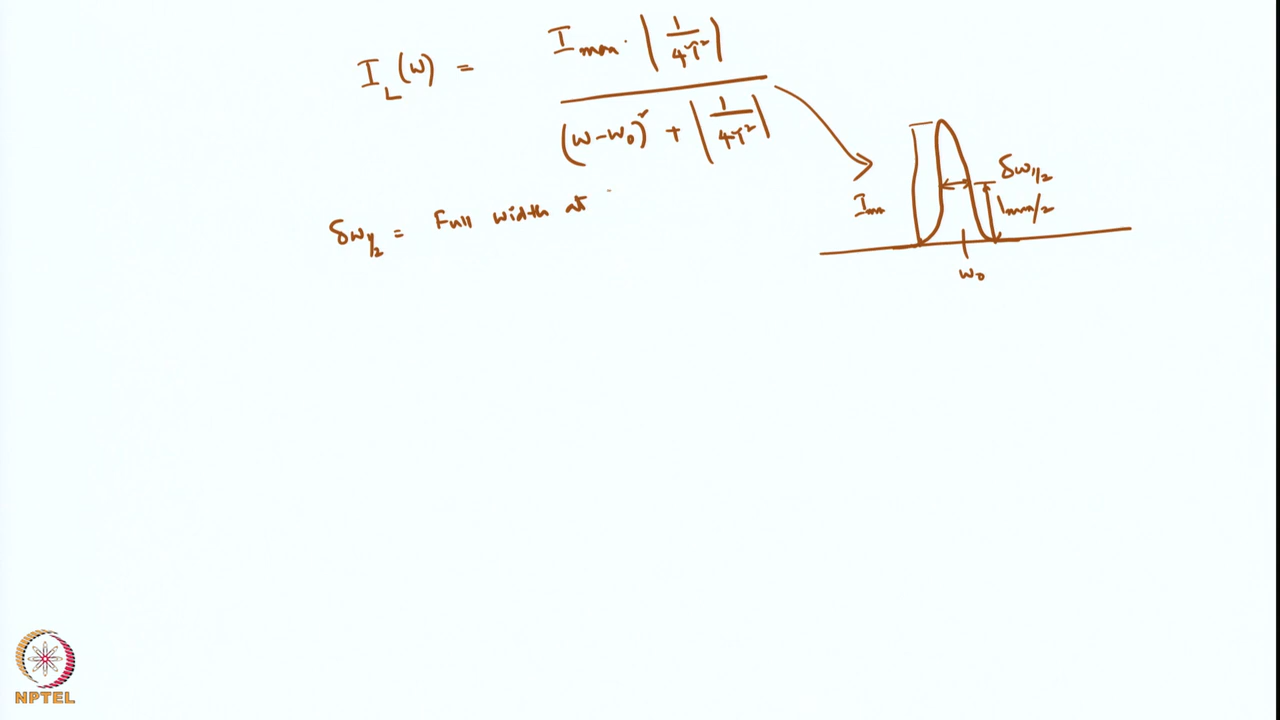 I_L(ω) = I_max · (1/4τ²) / ((ω-ω₀)² + (1/4τ²))
δω_1/2 = Full width at
δω_1/2
I_max/2
I_m
ω₀
NPTEL